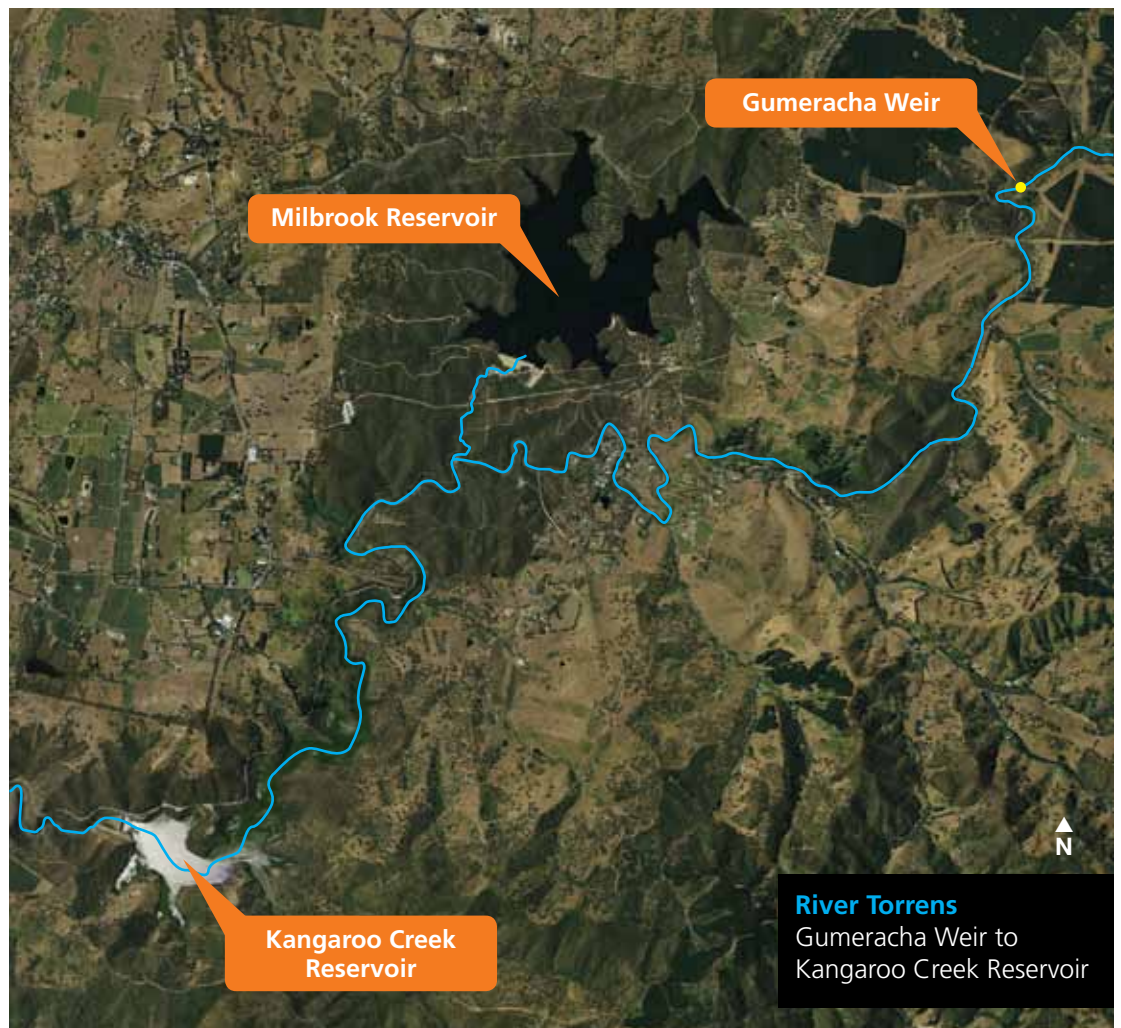 Gumeracha Weir
Milbrook Reservoir
Kangaroo Creek
Reservoir
N
River Torrens
Gumeracha Weir to
Kangaroo Creek Reservoir